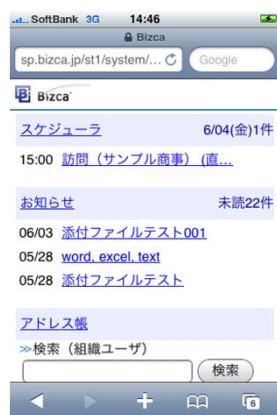 SoftBank 3G 14:46
Bizca
sp.bizca.jp/st1/system/... Google
Bizca
スケジューラ 6/04(金)1件
15:00 訪問（サンプル商事） (直...
お知らせ 未読22件
06/03 添付ファイルテスト001
05/28 word, excel, text
05/28 添付ファイルテスト
アドレス帳
≫検索（組織ユーザ）
検索
6